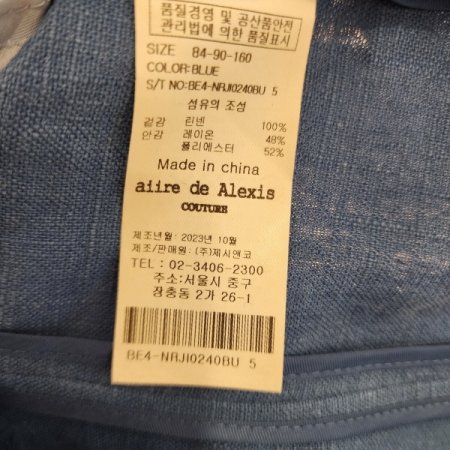 품질경영 및 공산품안전
관리법에 의한 품질표시
SIZE 84-90-160
COLOR:BLUE
S/T NO:BE4-NRJI0240BU 5
섬유의 조성
겉감 린넨 100%
안감 레이온 48%
폴리에스터 52%
Made in china
aiire de Alexis
COUTURE
제조년월: 2023년 10월
제조/판매원: (주)제시앤코
TEL : 02-3406-2300
주소:서울시 중구
장충동 2가 26-1
BE4-NRJI0240BU 5